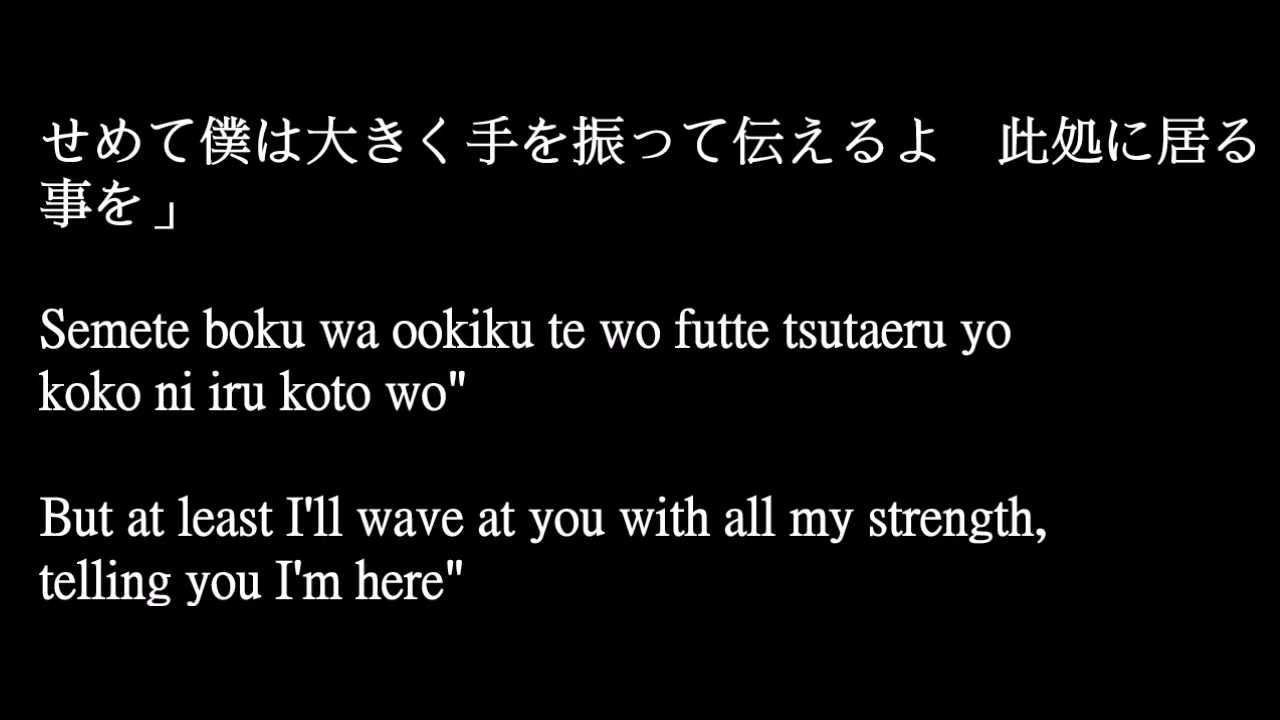 せめて僕は大きく手を振って伝えるよ　此処に居る
事を」
Semete boku wa ookiku te wo futte tsutaeru yo
koko ni iru koto wo"
But at least I'll wave at you with all my strength,
telling you I'm here"